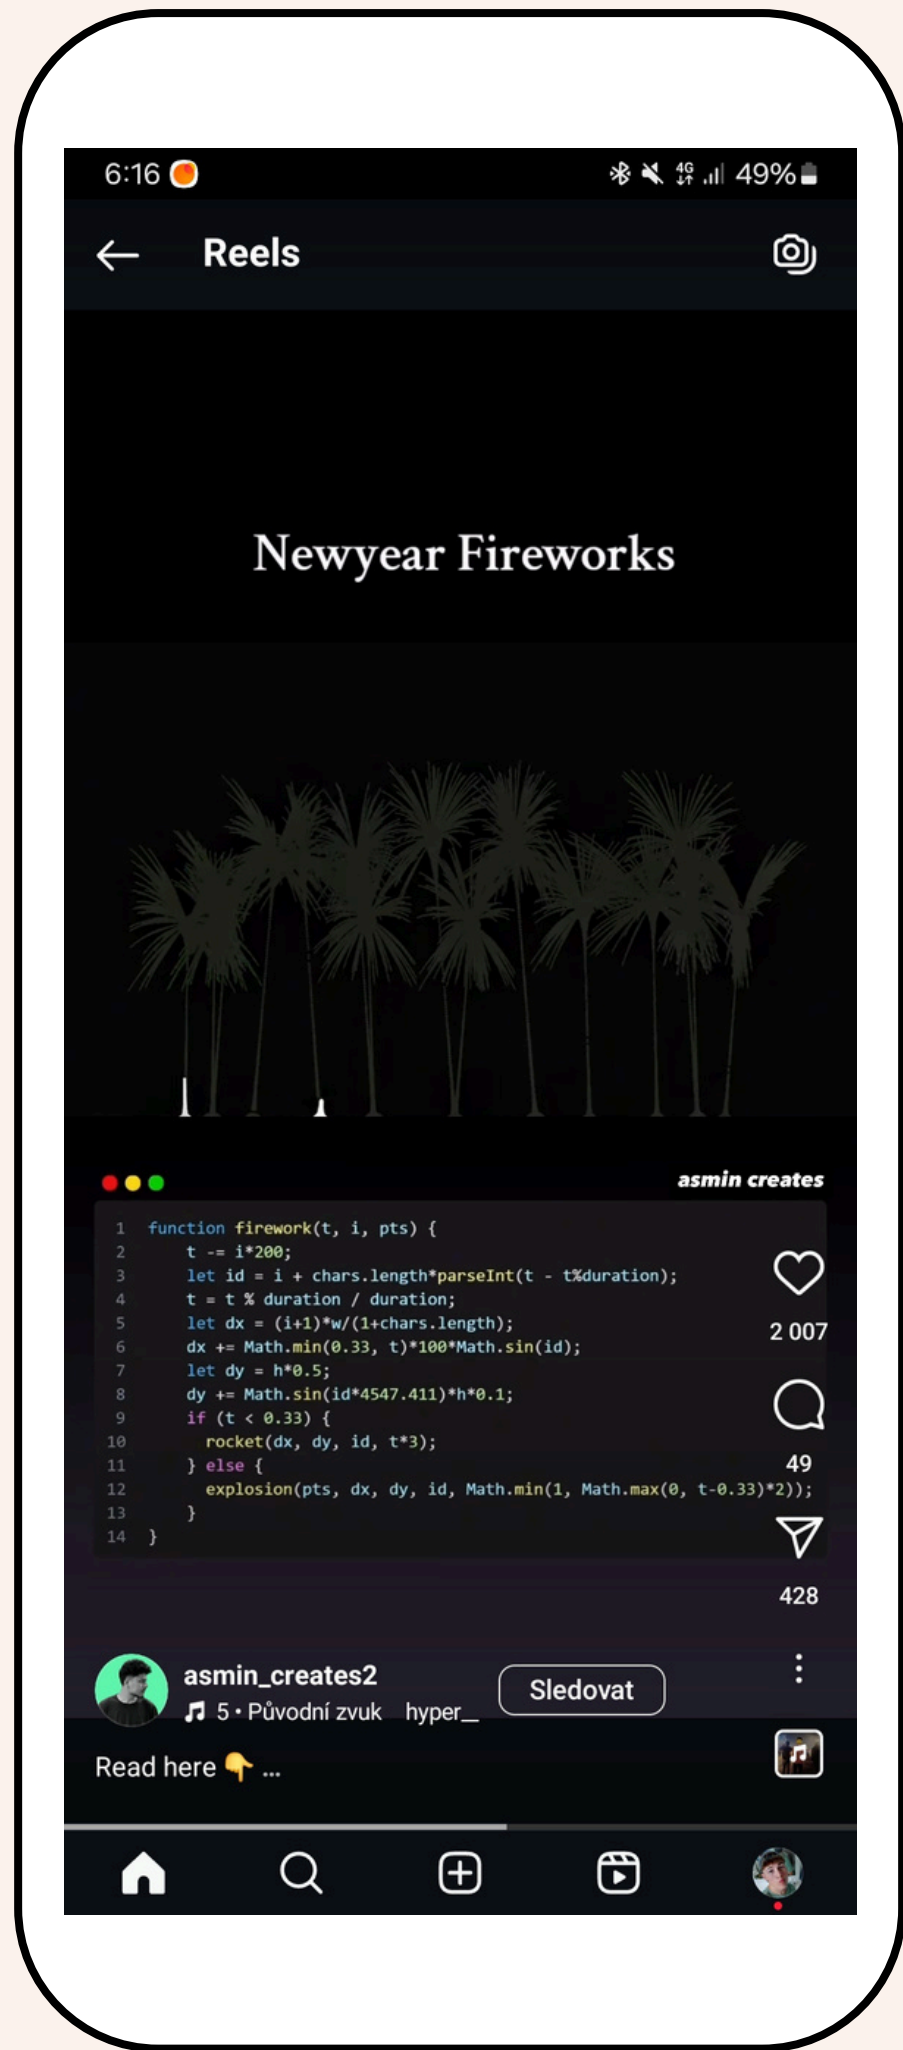 6:16 4G 49%
Reels
Newyear Fireworks
asmin creates
1 function firework(t, i, pts) {
2     t -= i*200;
3     let id = i + chars.length*parseInt(t - t%duration);
4     t = t % duration / duration;
5     let dx = (i+1)*w/(1+chars.length);
6     dx += Math.min(0.33, t)*100*Math.sin(id);
7     let dy = h*0.5;
8     dy += Math.sin(id*4547.411)*h*0.1;
9     if (t < 0.33) {
10       rocket(dx, dy, id, t*3);
11     } else {
12       explosion(pts, dx, dy, id, Math.min(1, Math.max(0, t-0.33)*2));
13     }
14 }
2 007
49
428
asmin_creates2
5 • Původní zvuk hyper__
Sledovat
Read here 👇 ...